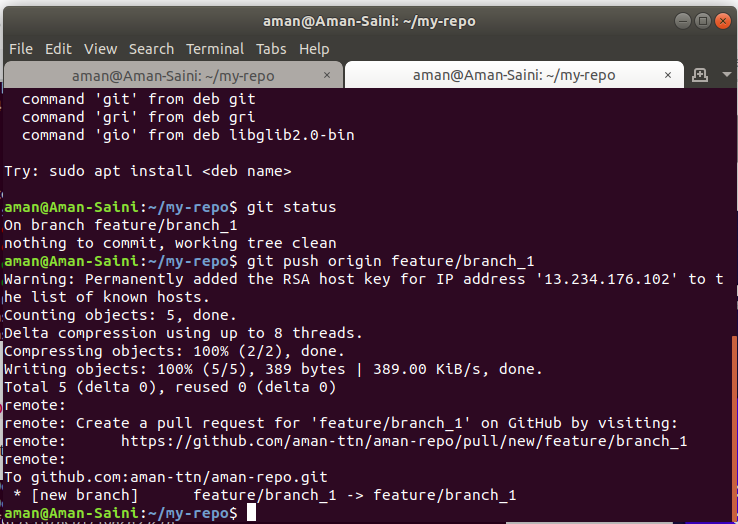 aman@Aman-Saini: ~/my-repo
File Edit View Search Terminal Tabs Help
aman@Aman-Saini: ~/my-repo × aman@Aman-Saini: ~/my-repo ×
command 'git' from deb git
command 'gri' from deb gri
command 'gio' from deb libglib2.0-bin
Try: sudo apt install <deb name>
aman@Aman-Saini:~/my-repo$ git status
On branch feature/branch_1
nothing to commit, working tree clean
aman@Aman-Saini:~/my-repo$ git push origin feature/branch_1
Warning: Permanently added the RSA host key for IP address '13.234.176.102' to t
he list of known hosts.
Counting objects: 5, done.
Delta compression using up to 8 threads.
Compressing objects: 100% (2/2), done.
Writing objects: 100% (5/5), 389 bytes | 389.00 KiB/s, done.
Total 5 (delta 0), reused 0 (delta 0)
remote:
remote: Create a pull request for 'feature/branch_1' on GitHub by visiting:
remote:      https://github.com/aman-ttn/aman-repo/pull/new/feature/branch_1
remote:
To github.com:aman-ttn/aman-repo.git
 * [new branch]      feature/branch_1 -> feature/branch_1
aman@Aman-Saini:~/my-repo$